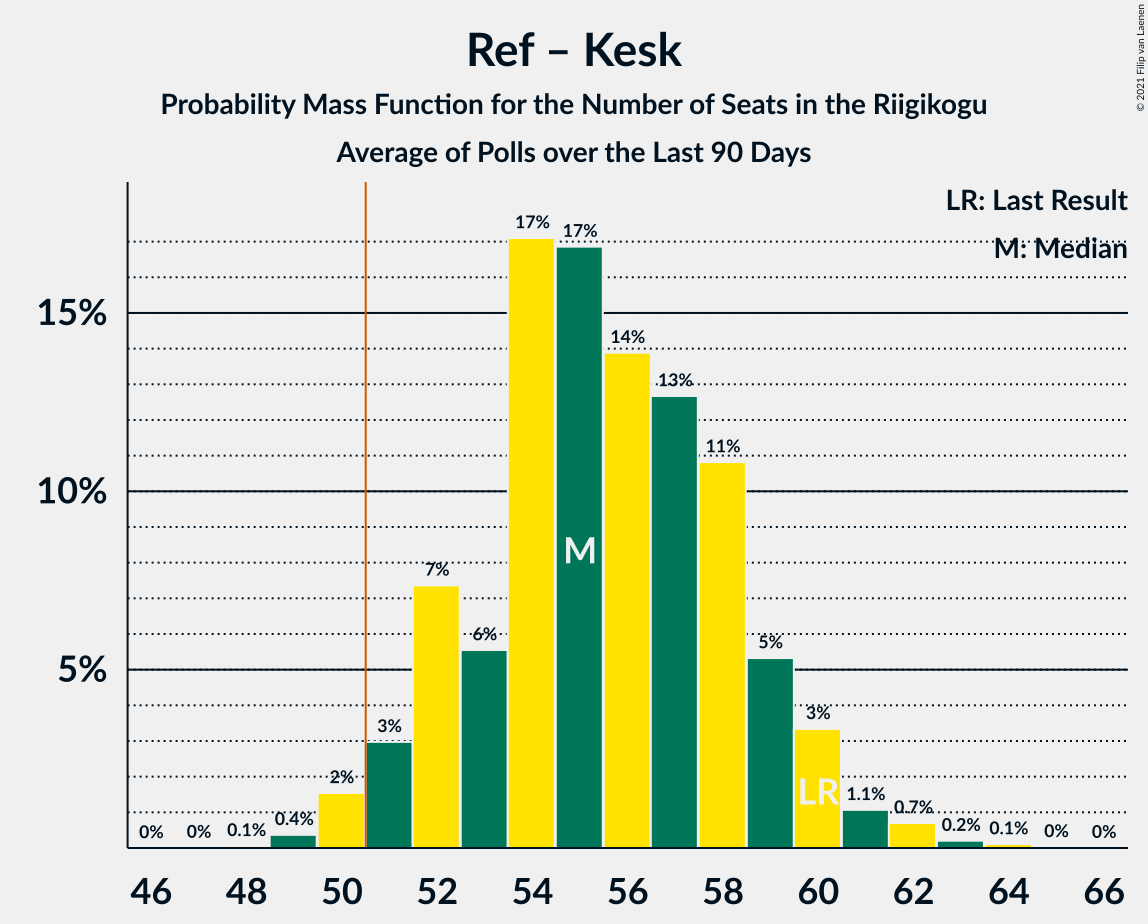 © 2021 Filip van Laenen
Ref – Kesk
Probability Mass Function for the Number of Seats in the Riigikogu
Average of Polls over the Last 90 Days
LR: Last Result
M: Median
15%
10%
5%
0% 0% 0.1% 0.4% 2% 3% 7% 6% 17% 17% 14% 13% 11% 5% 3% 1.1% 0.7% 0.2% 0.1% 0% 0%
M
LR
46 48 50 52 54 56 58 60 62 64 66